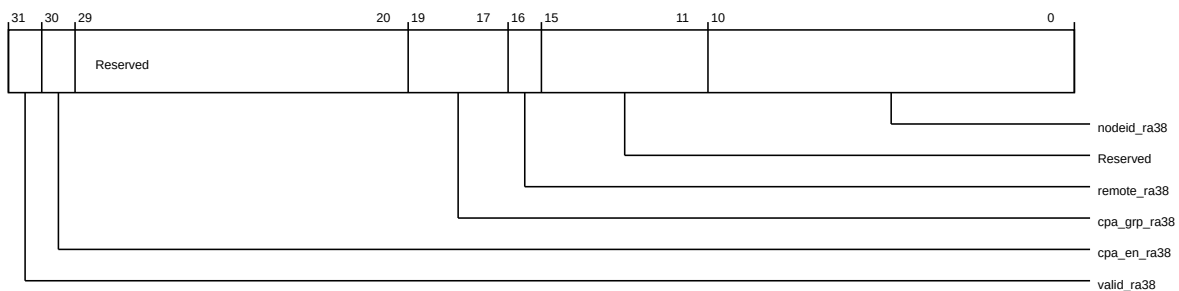 31 30 29 20 19 17 16 15 11 10 0
Reserved
nodeid_ra38
Reserved
remote_ra38
cpa_grp_ra38
cpa_en_ra38
valid_ra38